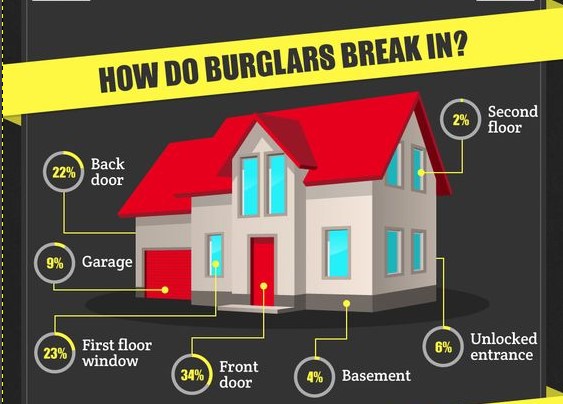 HOW DO BURGLARS BREAK IN?
2%
Second
floor
22%
Back
door
9%
Garage
23%
First floor
window
34%
Front
door
4%
Basement
6%
Unlocked
entrance